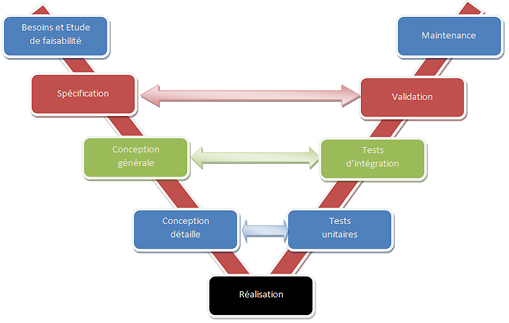 Besoins et Etude
de faisabilité
Maintenance
Spécification
Validation
Conception
générale
Tests
d'intégration
Conception
détaille
Tests
unitaires
Réalisation